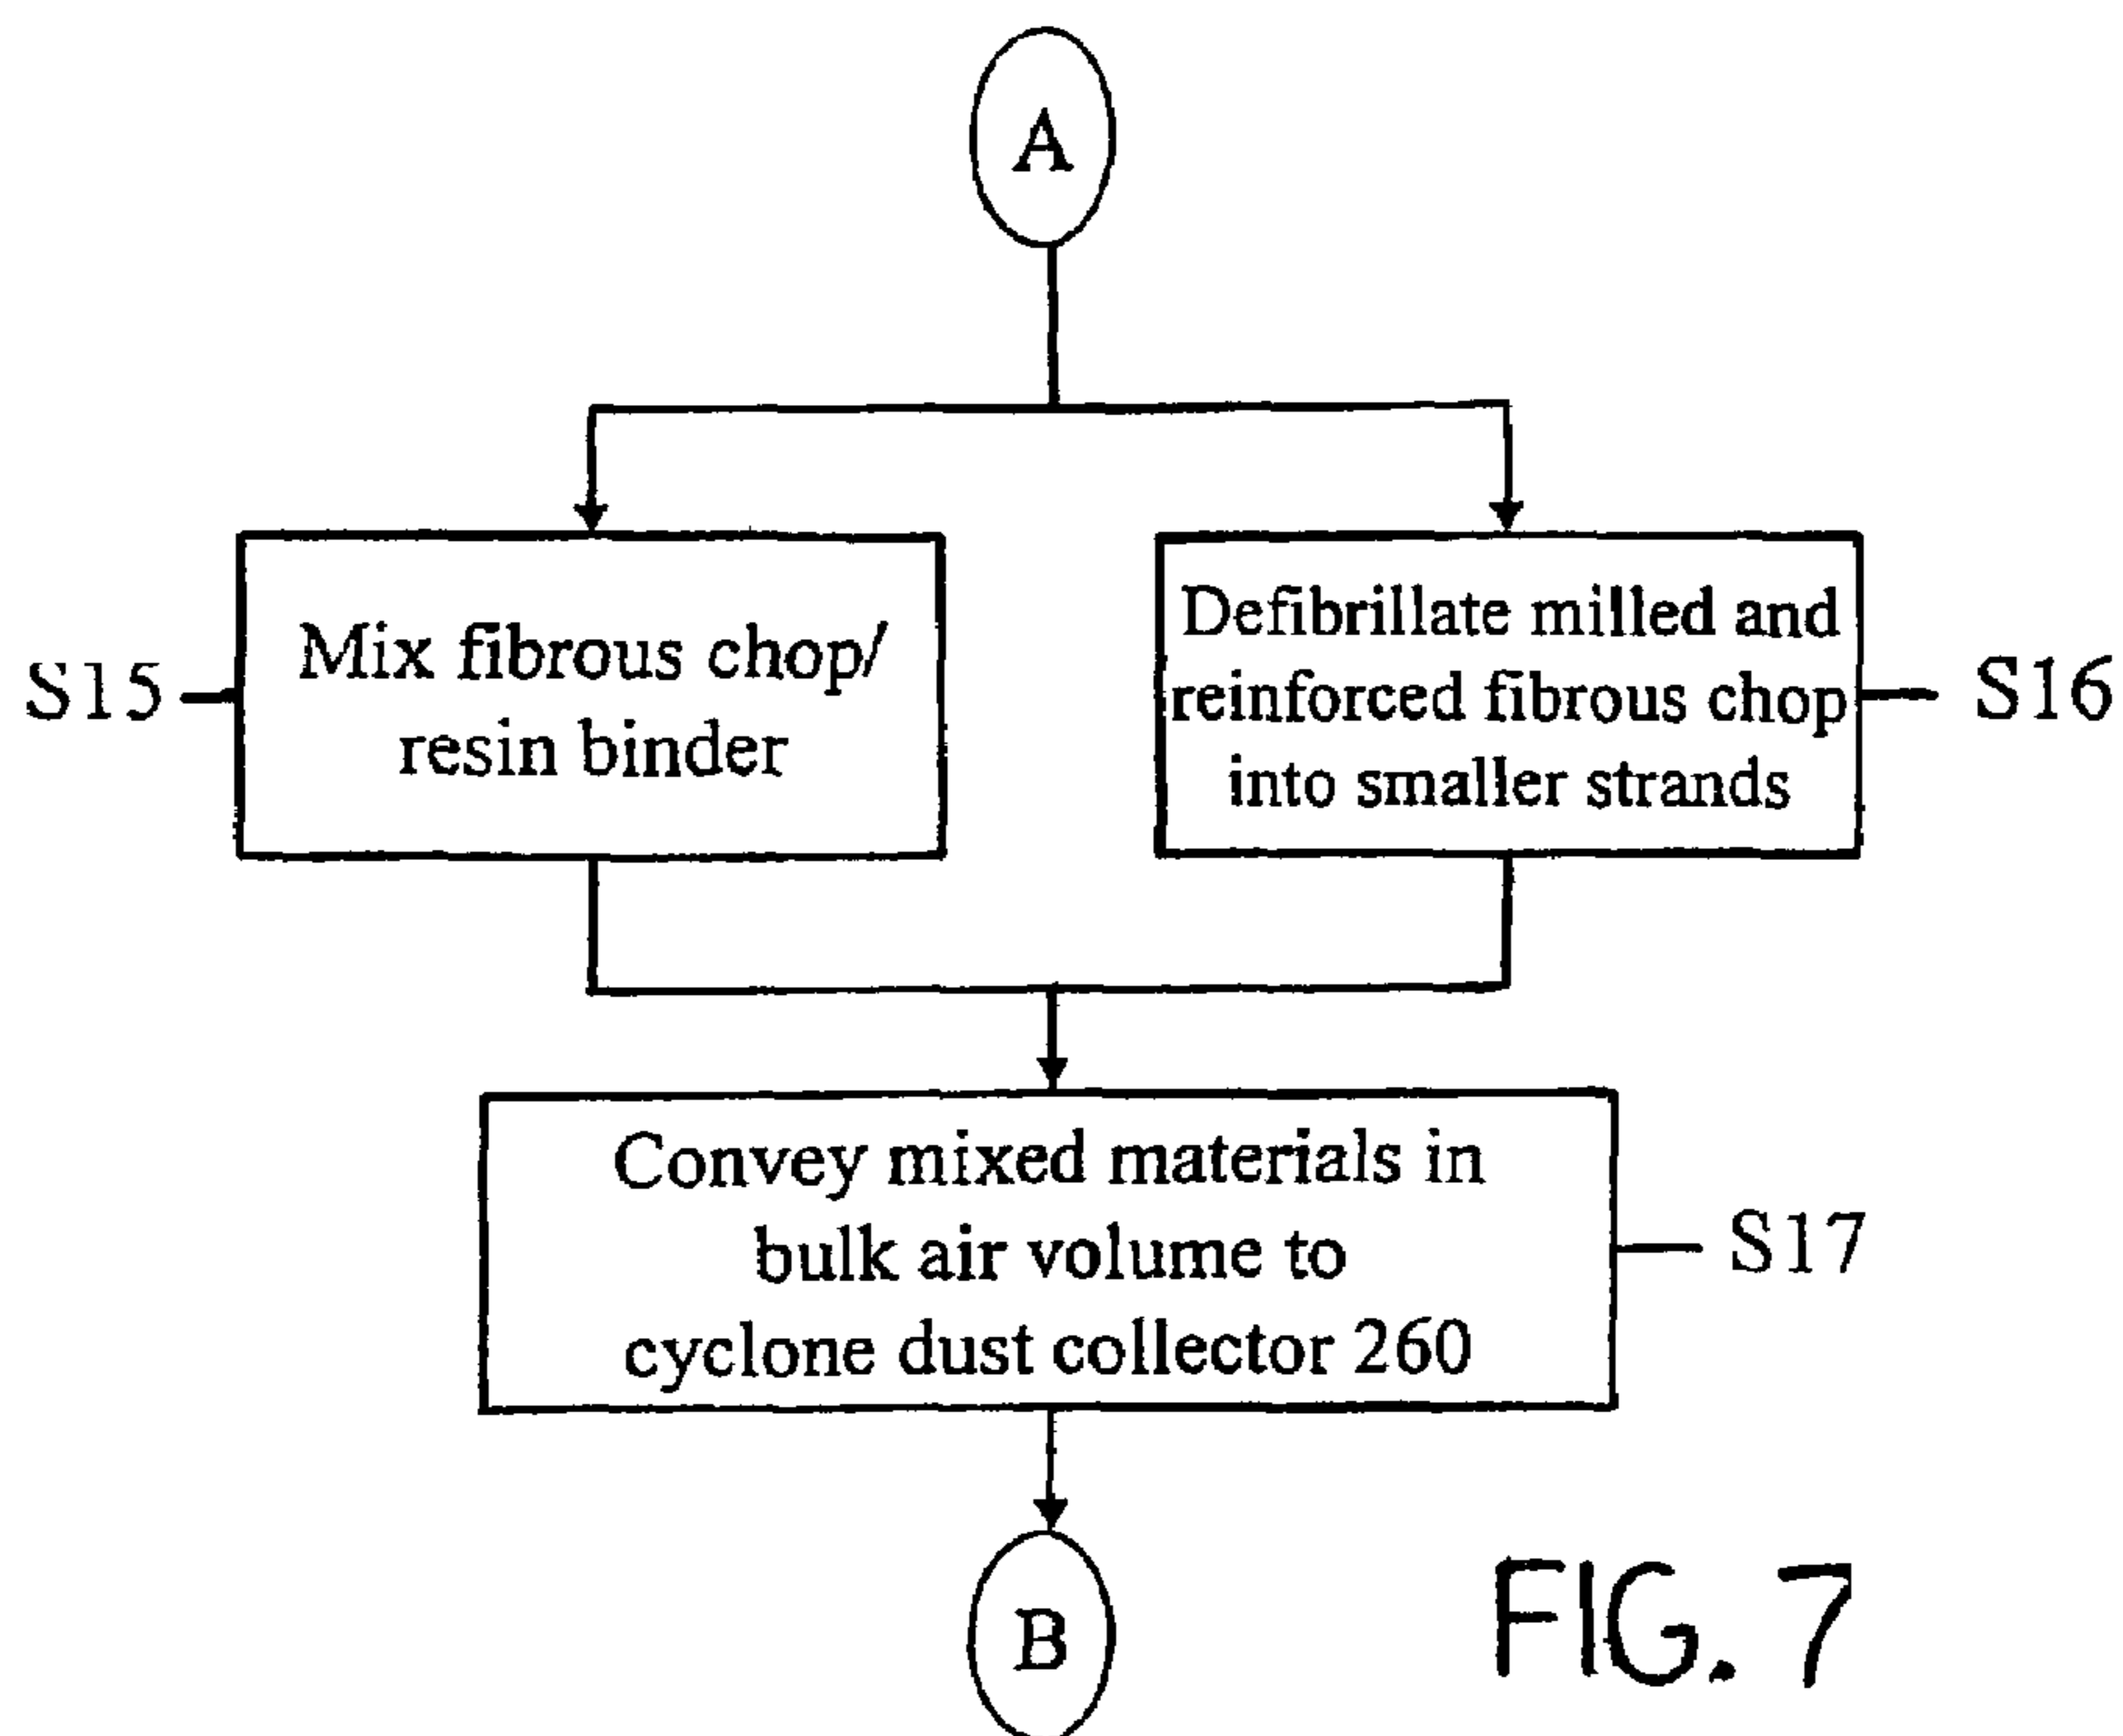 A
S15
Mix fibrous chop/
resin binder
Defibrillate milled and
reinforced fibrous chop
into smaller strands
S16
Convey mixed materials in
bulk air volume to
cyclone dust collector 260
S17
B
FIG. 7